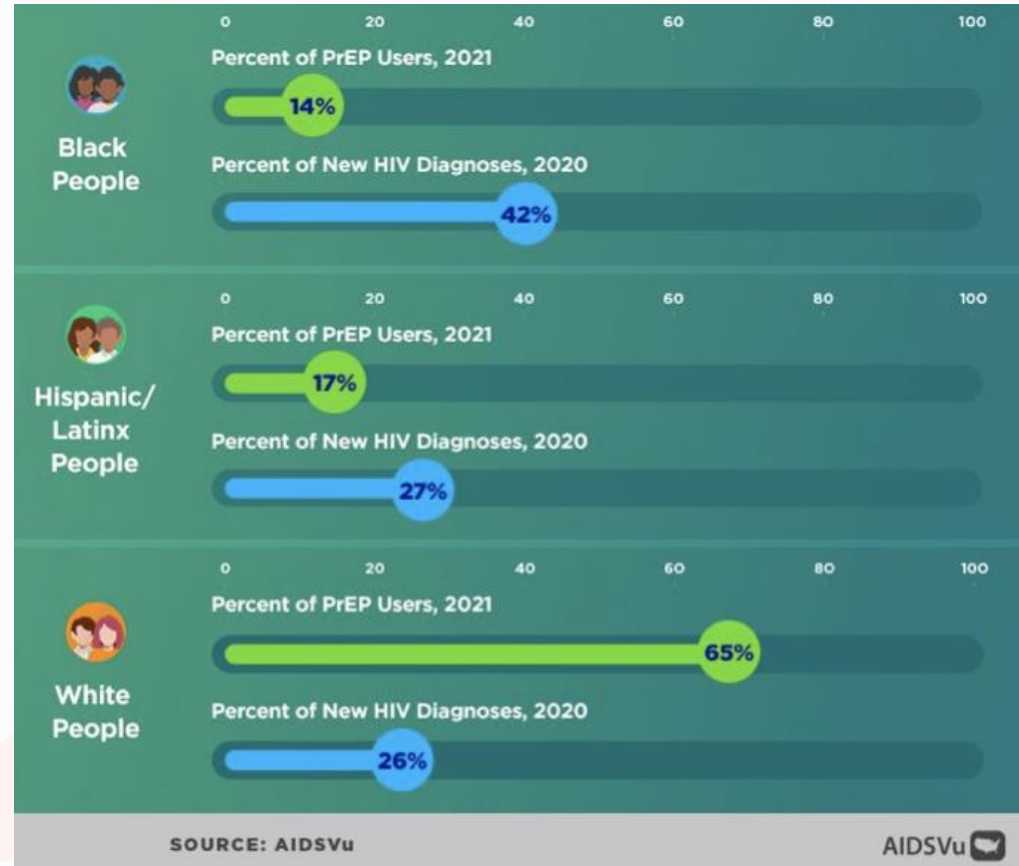 0 20 40 60 80 100
Percent of PrEP Users, 2021
14%
Black
People
Percent of New HIV Diagnoses, 2020
42%
0 20 40 60 80 100
Percent of PrEP Users, 2021
17%
Hispanic/
Latinx
People
Percent of New HIV Diagnoses, 2020
27%
0 20 40 60 80 100
Percent of PrEP Users, 2021
65%
White
People
Percent of New HIV Diagnoses, 2020
26%
SOURCE: AIDSVu
AIDSVu